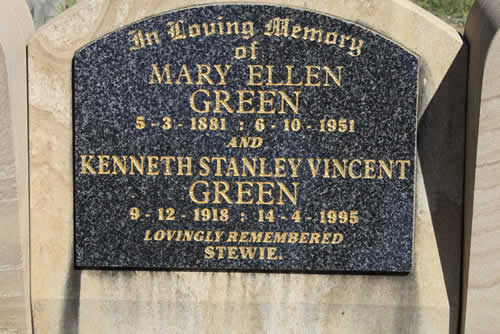 In Loving Memory
of
MARY ELLEN
GREEN
5-3-1881 : 6-10-1951
AND
KENNETH STANLEY VINCENT
GREEN
9-12-1918 : 14-4-1995
LOVINGLY REMEMBERED
STEWIE.